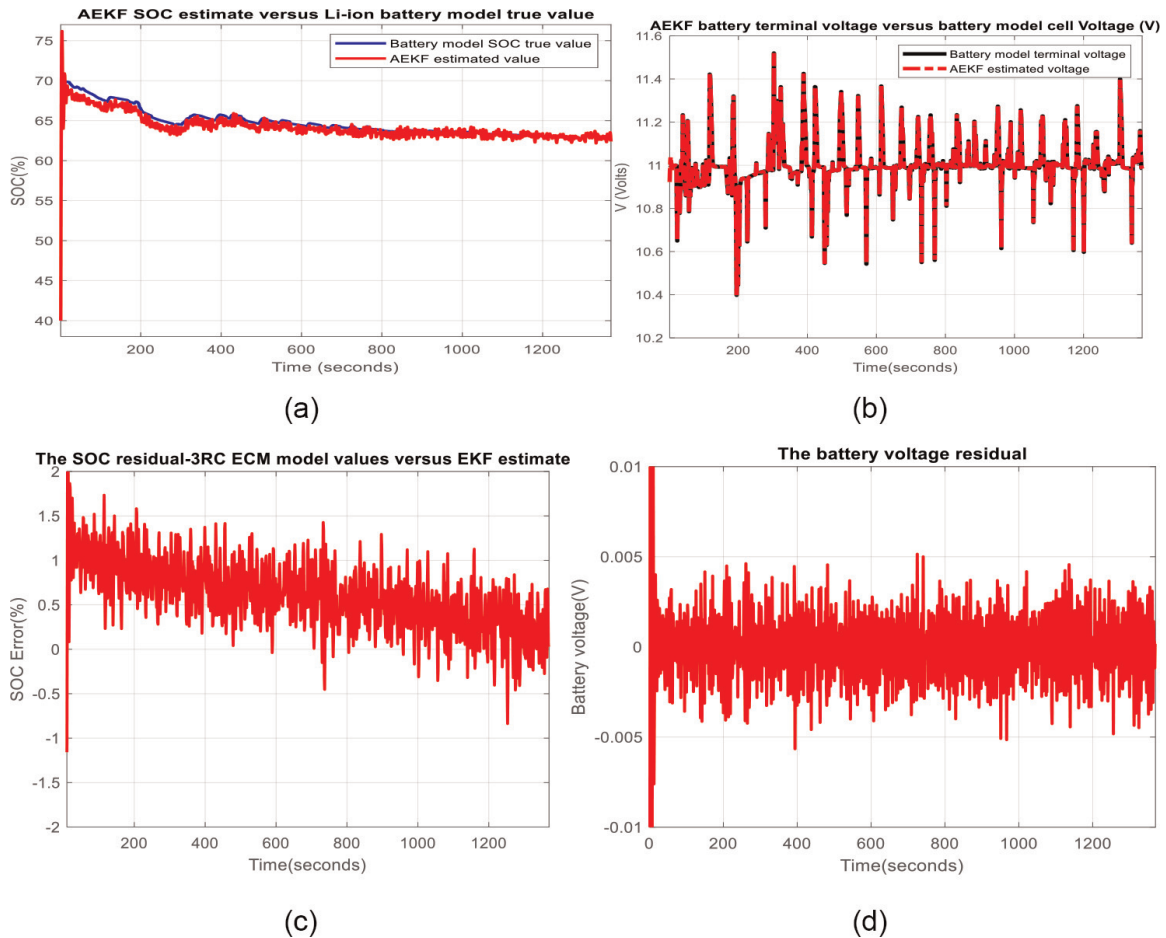 AEKF SOC estimate versus Li-ion battery model true value
Battery model SOC true value
AEKF estimated value
75
70
65
60
55
50
45
40
SOC(%)
200
400
600
800
1000
1200
Time (seconds)
(a)
AEKF battery terminal voltage versus battery model cell Voltage (V)
Battery model terminal voltage
AEKF estimated voltage
11.6
11.4
11.2
11
10.8
10.6
10.4
10.2
V (Volts)
200
400
600
800
1000
1200
Time(seconds)
(b)
The SOC residual-3RC ECM model values versus EKF estimate
2
1.5
1
0.5
0
-0.5
-1
-1.5
-2
SOC Error(%)
200
400
600
800
1000
1200
Time(seconds)
(c)
The battery voltage residual
0.01
0.005
0
-0.005
-0.01
Battery voltage(V)
0
200
400
600
800
1000
1200
Time(seconds)
(d)